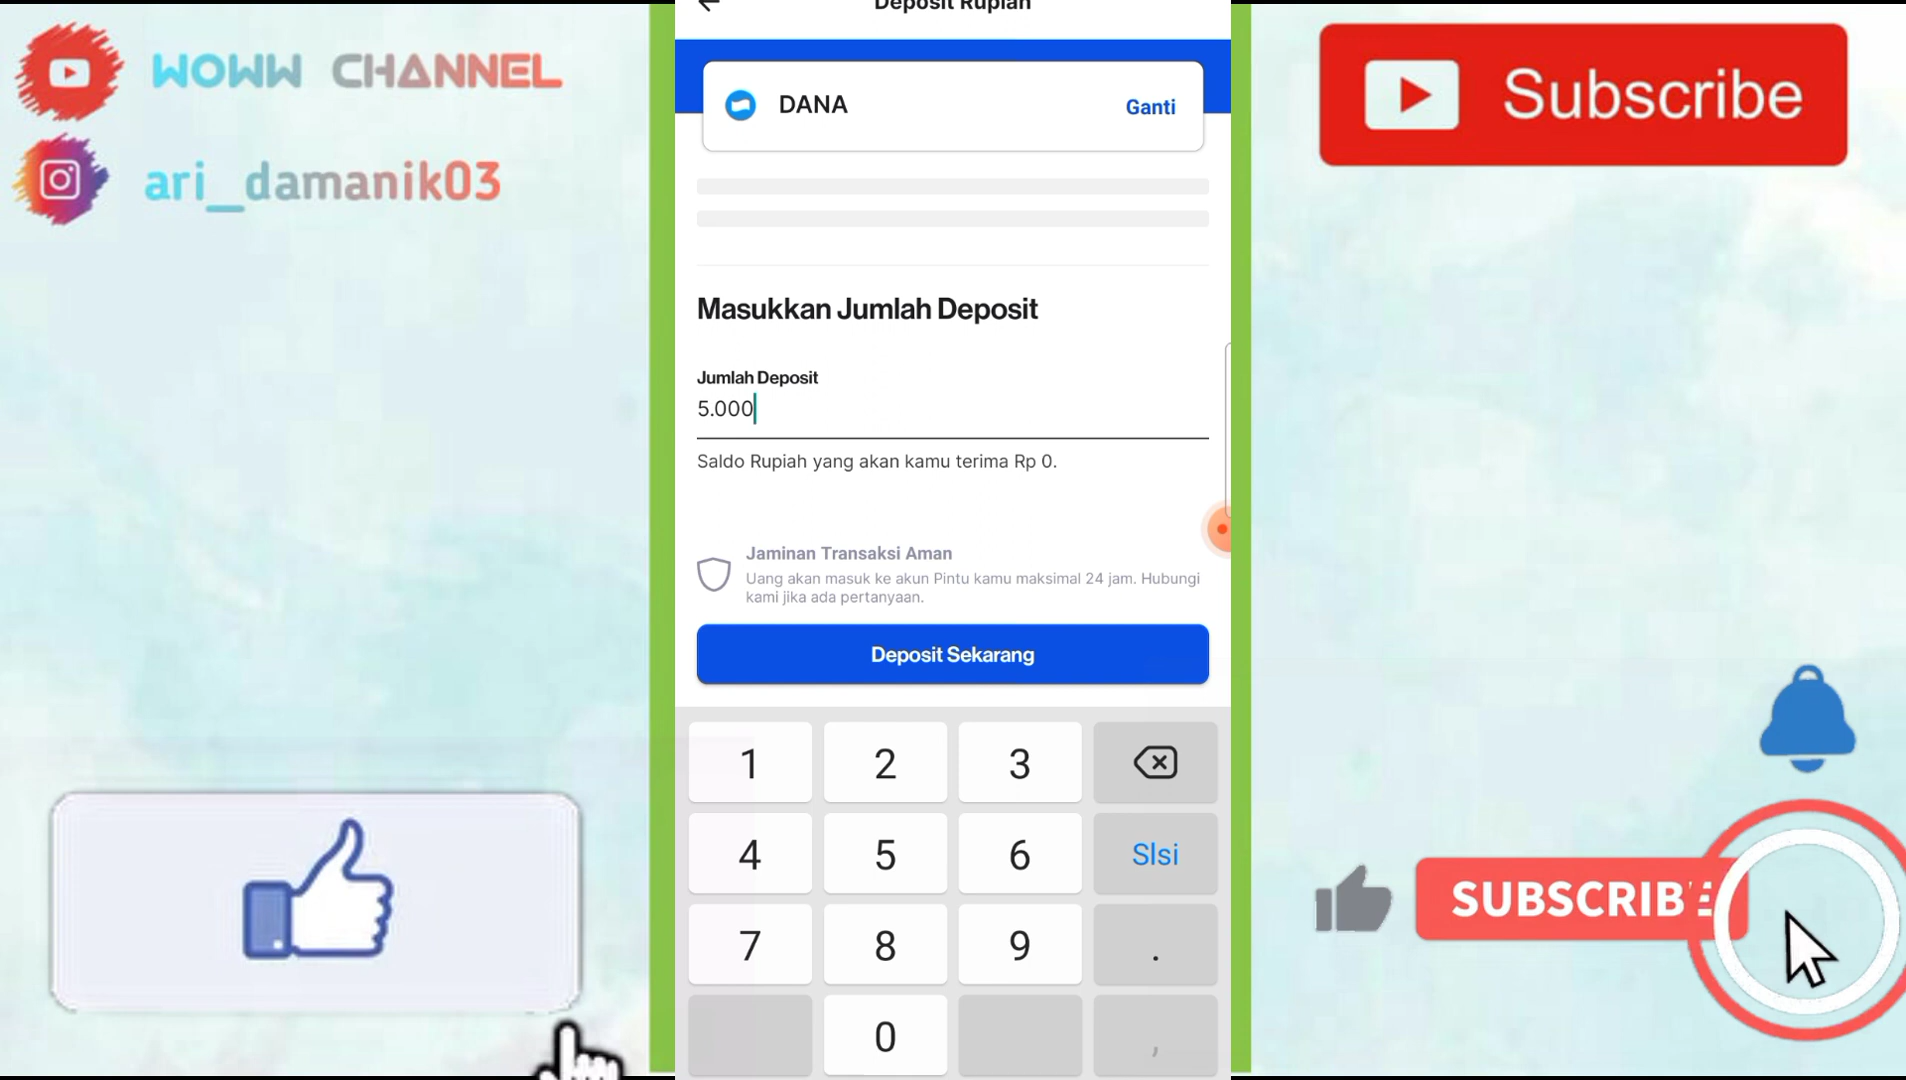 WOWW CHANNEL
ari_damanik03
Deposit Rupiah
DANA
Ganti
Masukkan Jumlah Deposit
Jumlah Deposit
5.000
Saldo Rupiah yang akan kamu terima Rp 0.
Jaminan Transaksi Aman
Uang akan masuk ke akun Pintu kamu maksimal 24 jam. Hubungi
kami jika ada pertanyaan.
Deposit Sekarang
1 2 3
4 5 6 Slsi
7 8 9 .
0 ,
Subscribe
SUBSCRIBE